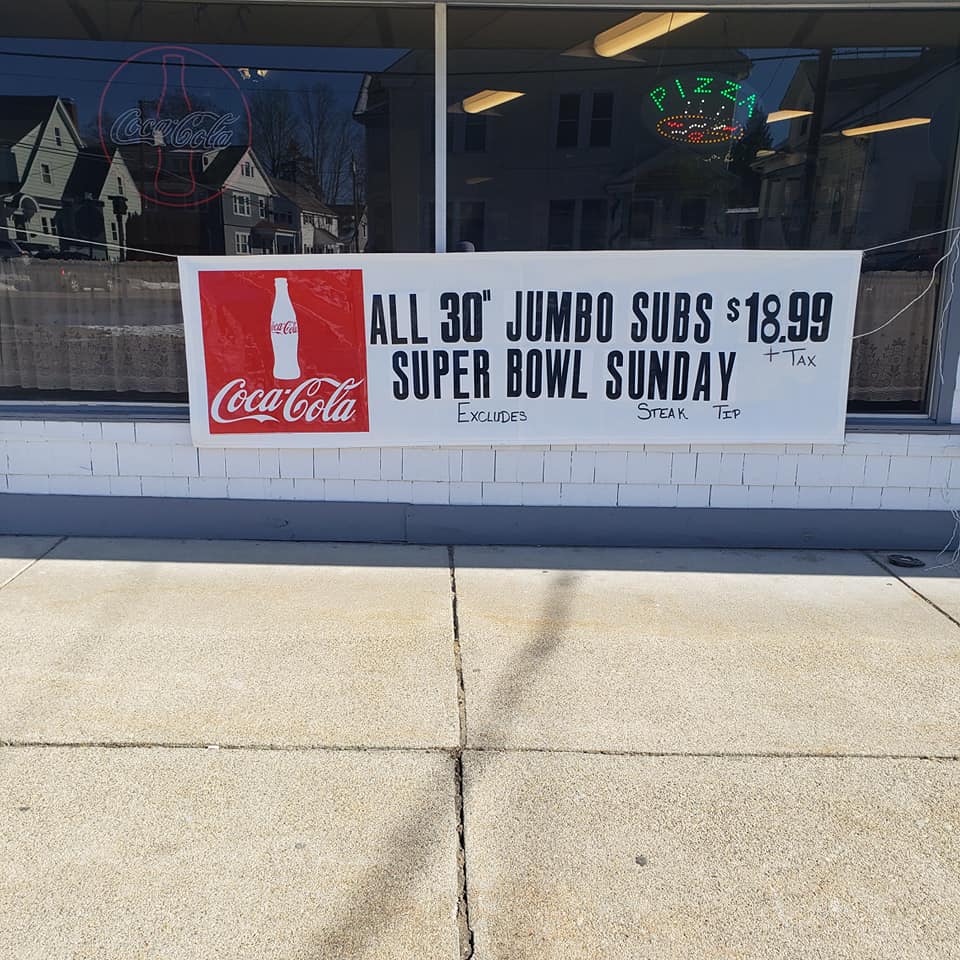 Coca-Cola
PIZZA
Coca-Cola
Coca-Cola
ALL 30" JUMBO SUBS $18.99
+ TAX
SUPER BOWL SUNDAY
EXCLUDES STEAK TIP